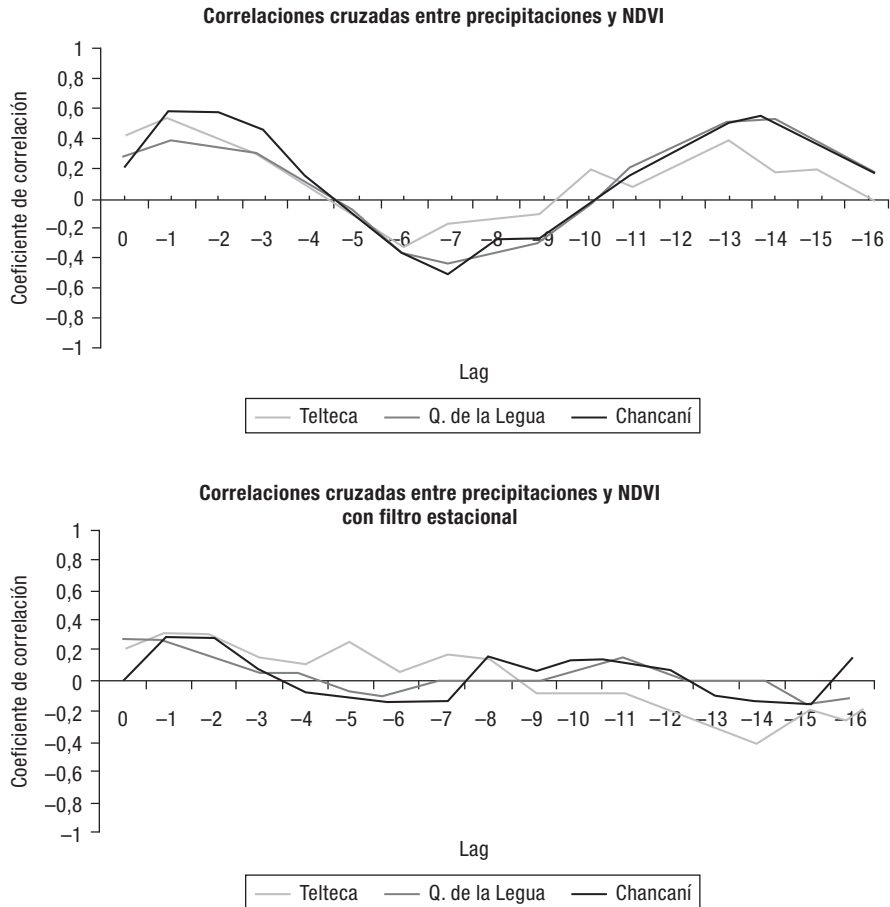 Correlaciones cruzadas entre precipitaciones y NDVI
Coeficiente de correlación
1
0,8
0,6
0,4
0,2
0
–0,2
–0,4
–0,6
–0,8
–1
0 –1 –2 –3 –4 –5 –6 –7 –8 –9 –10 –11 –12 –13 –14 –15 –16
Lag
Telteca Q. de la Legua Chancaní
Correlaciones cruzadas entre precipitaciones y NDVI
con filtro estacional
Coeficiente de correlación
1
0,8
0,6
0,4
0,2
0
–0,2
–0,4
–0,6
–0,8
–1
0 –1 –2 –3 –4 –5 –6 –7 –8 –9 –10 –11 –12 –13 –14 –15 –16
Lag
Telteca Q. de la Legua Chancaní